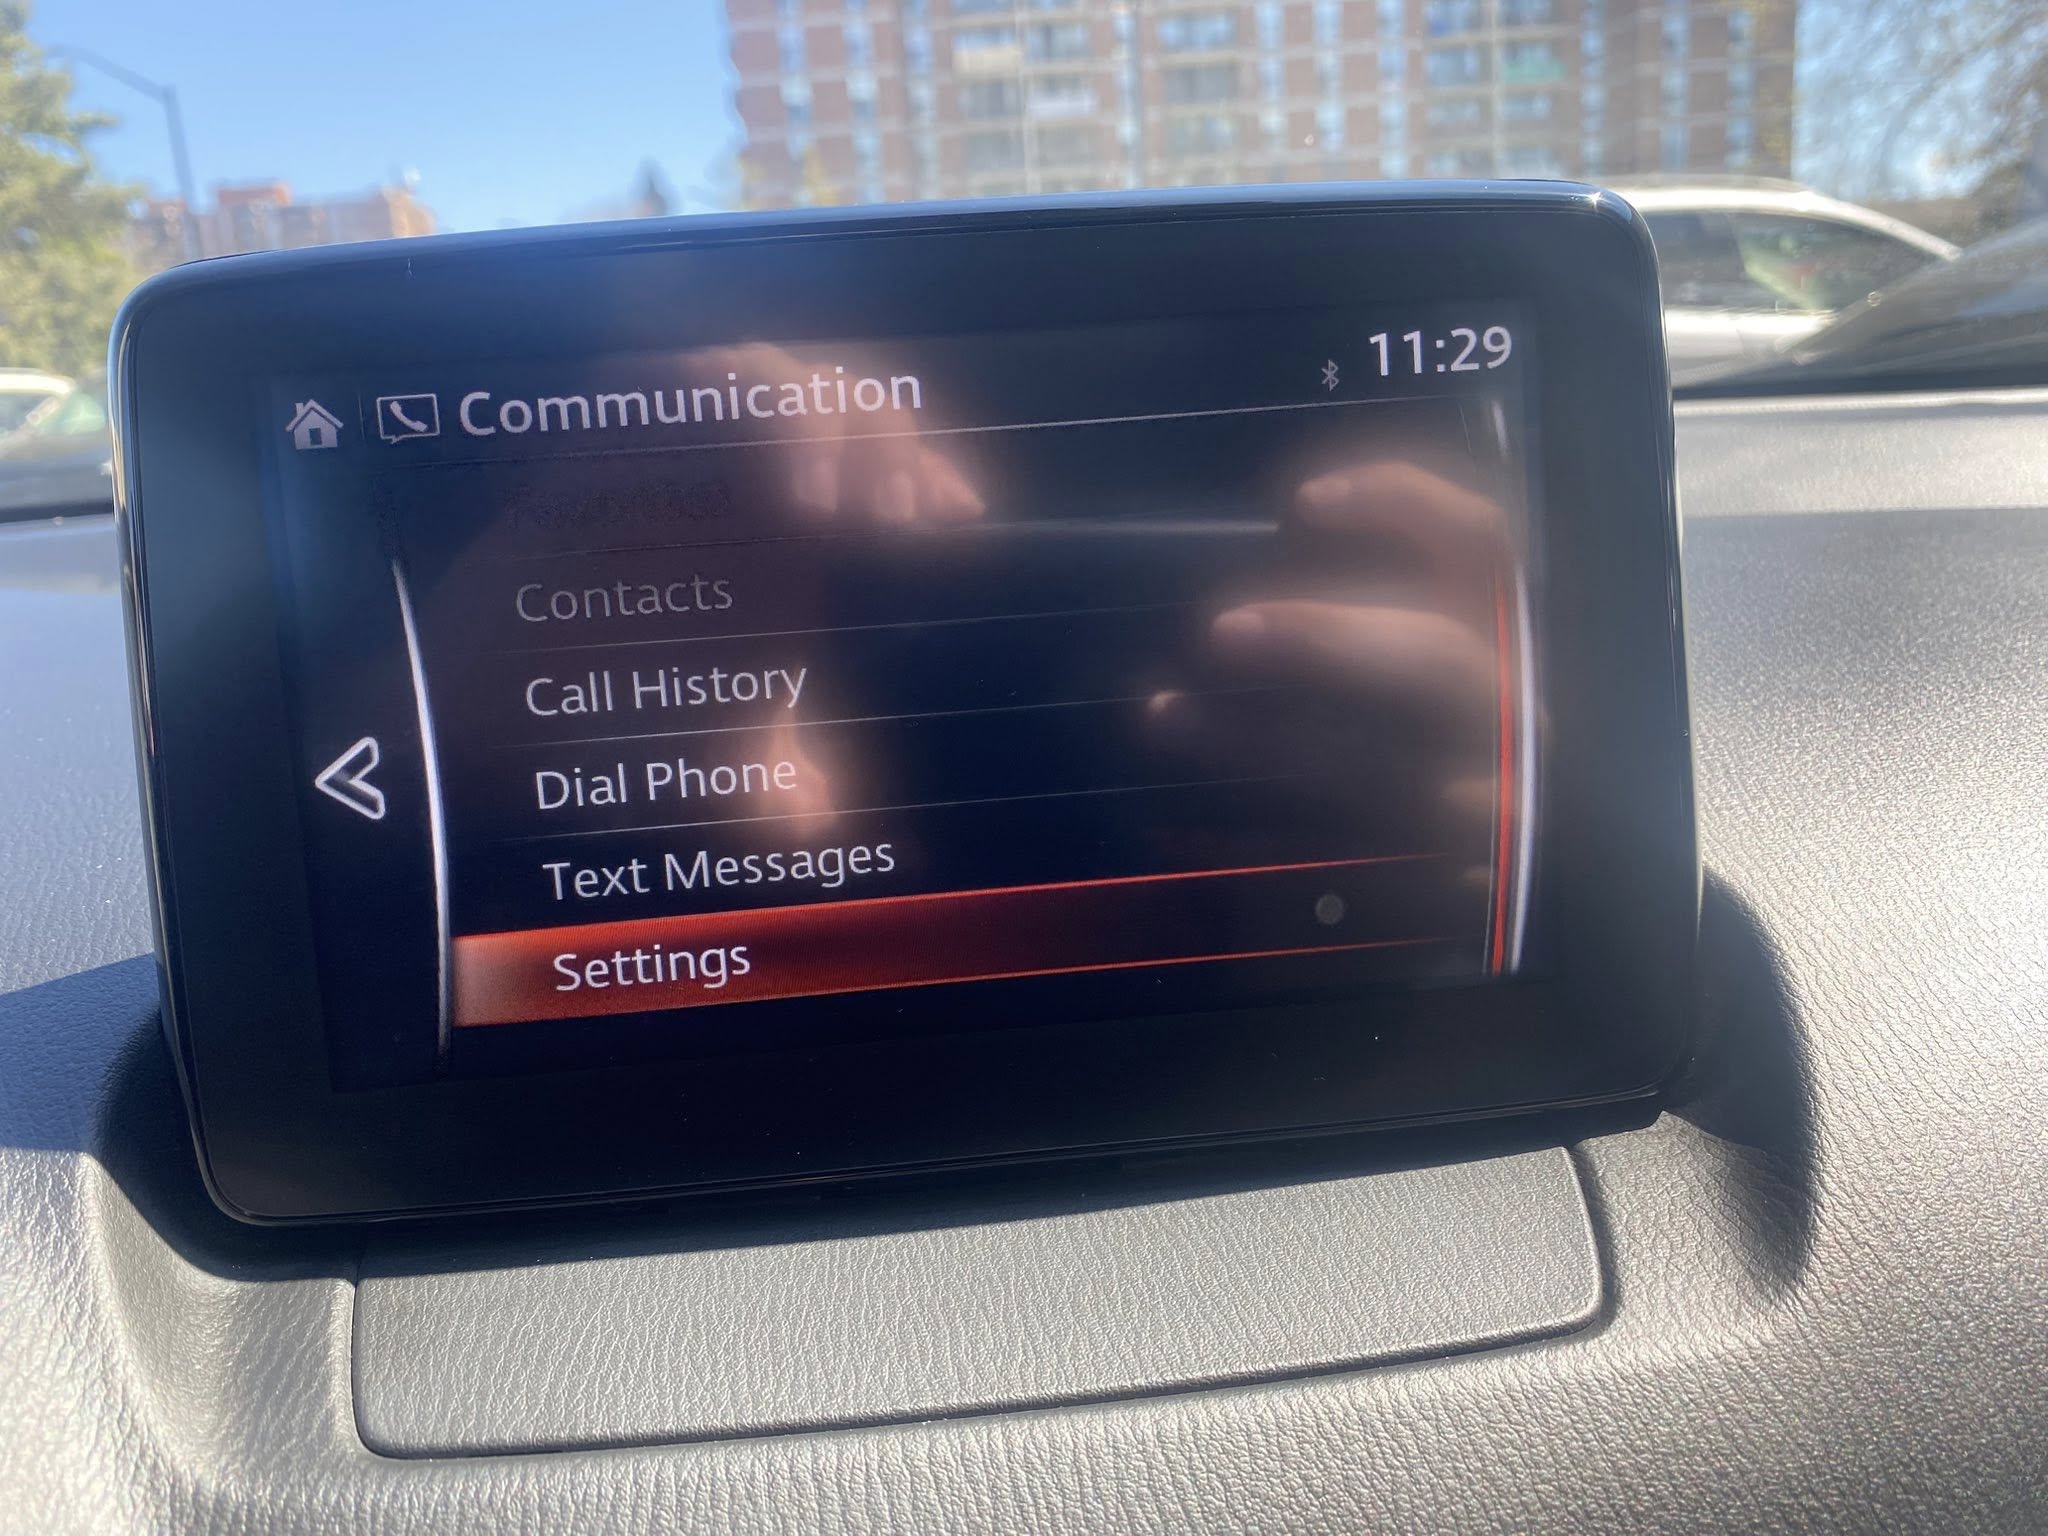 Communication
11:29
Contacts
Call History
Dial Phone
Text Messages
Settings